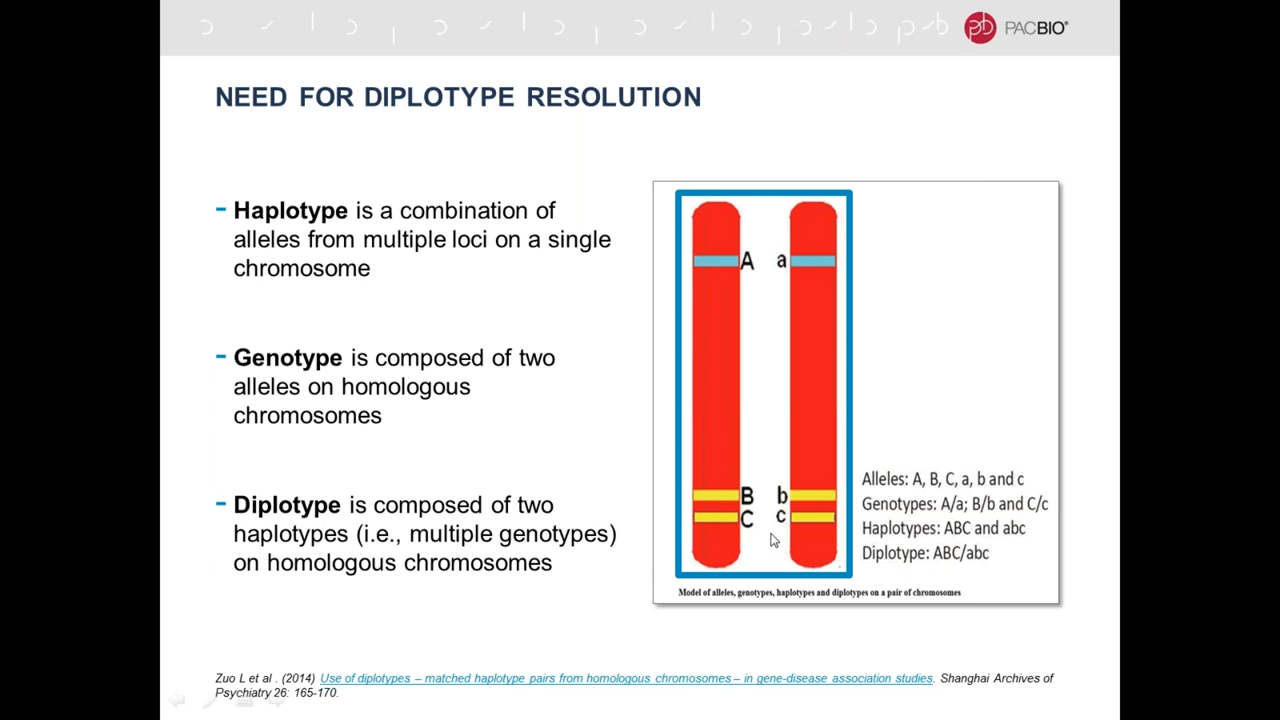 PACBIO®
NEED FOR DIPLOTYPE RESOLUTION
- Haplotype is a combination of
alleles from multiple loci on a single
chromosome
- Genotype is composed of two
alleles on homologous
chromosomes
- Diplotype is composed of two
haplotypes (i.e., multiple genotypes)
on homologous chromosomes
A a
B b
C c
Alleles: A, B, C, a, b and c
Genotypes: A/a; B/b and C/c
Haplotypes: ABC and abc
Diplotype: ABC/abc
Model of alleles, genotypes, haplotypes and diplotypes on a pair of chromosomes
Zuo L et al . (2014) Use of diplotypes – matched haplotype pairs from homologous chromosomes – in gene-disease association studies. Shanghai Archives of
Psychiatry 26: 165-170.